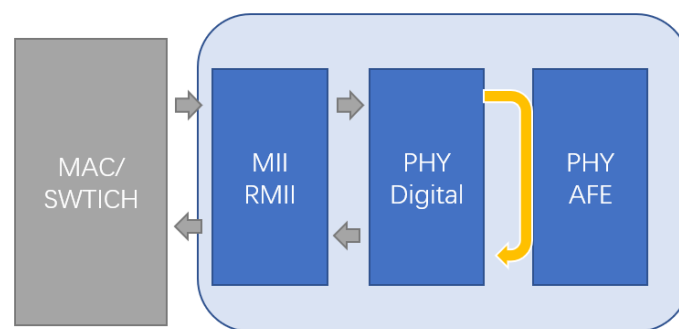 MAC/
SWTICH
MII
RMII
PHY
Digital
PHY
AFE